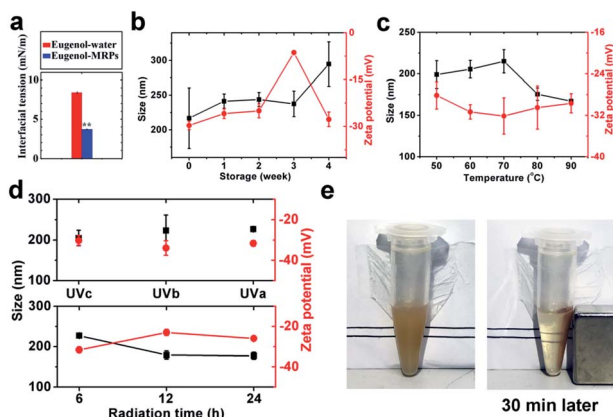 a
Eugenol-water
Eugenol-MRPs
Interfacial tension (mN/m)
10
5
0
**
b
Size (nm)
300
250
200
0 1 2 3 4
Storage (week)
0
-15
-30
Zeta potential (mV)
c
Size (nm)
250
200
150
100
50 60 70 80 90
Temperature (°C)
-16
-20
-24
-28
-32
-36
-40
Zeta potential (mV)
d
300
200
100
UVc UVb UVa
-20
-40
300
200
100
6 12 24
-20
-40
Size (nm)
Zeta potential (mV)
Radiation time (h)
e
30 min later